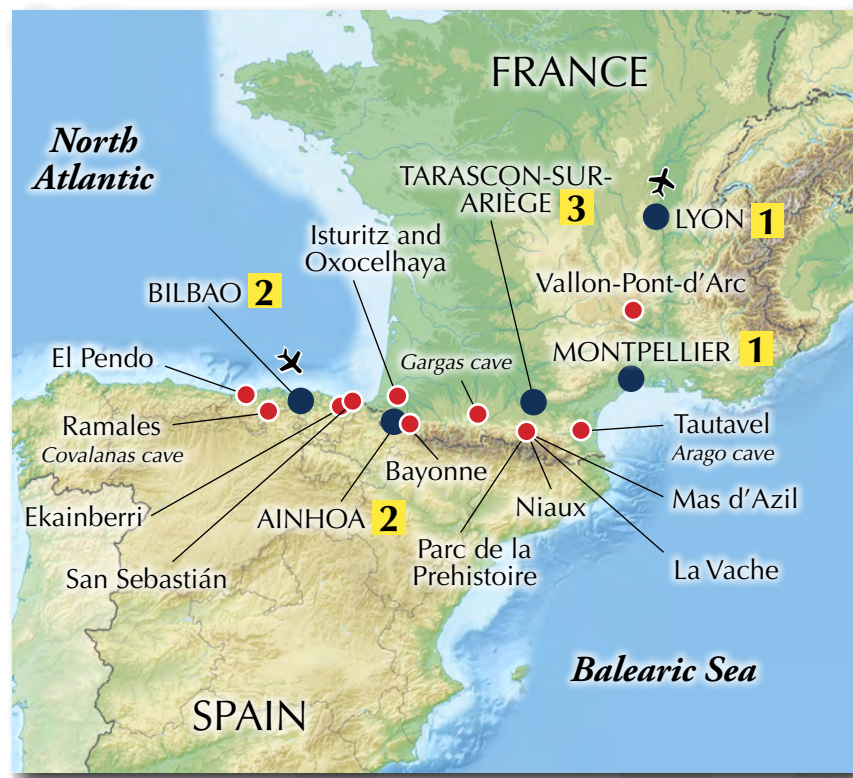 FRANCE
North
Atlantic
TARASCON-SUR-
ARIÈGE 3
LYON 1
Isturitz and
Oxocelhaya
Vallon-Pont-d'Arc
BILBAO 2
MONTPELLIER 1
El Pendo
Gargas cave
Ramales
Covalanas cave
Tautavel
Arago cave
Bayonne
Mas d'Azil
Ekainberri
AINHOA 2
Niaux
Parc de la
Prehistoire
San Sebastián
La Vache
Balearic Sea
SPAIN